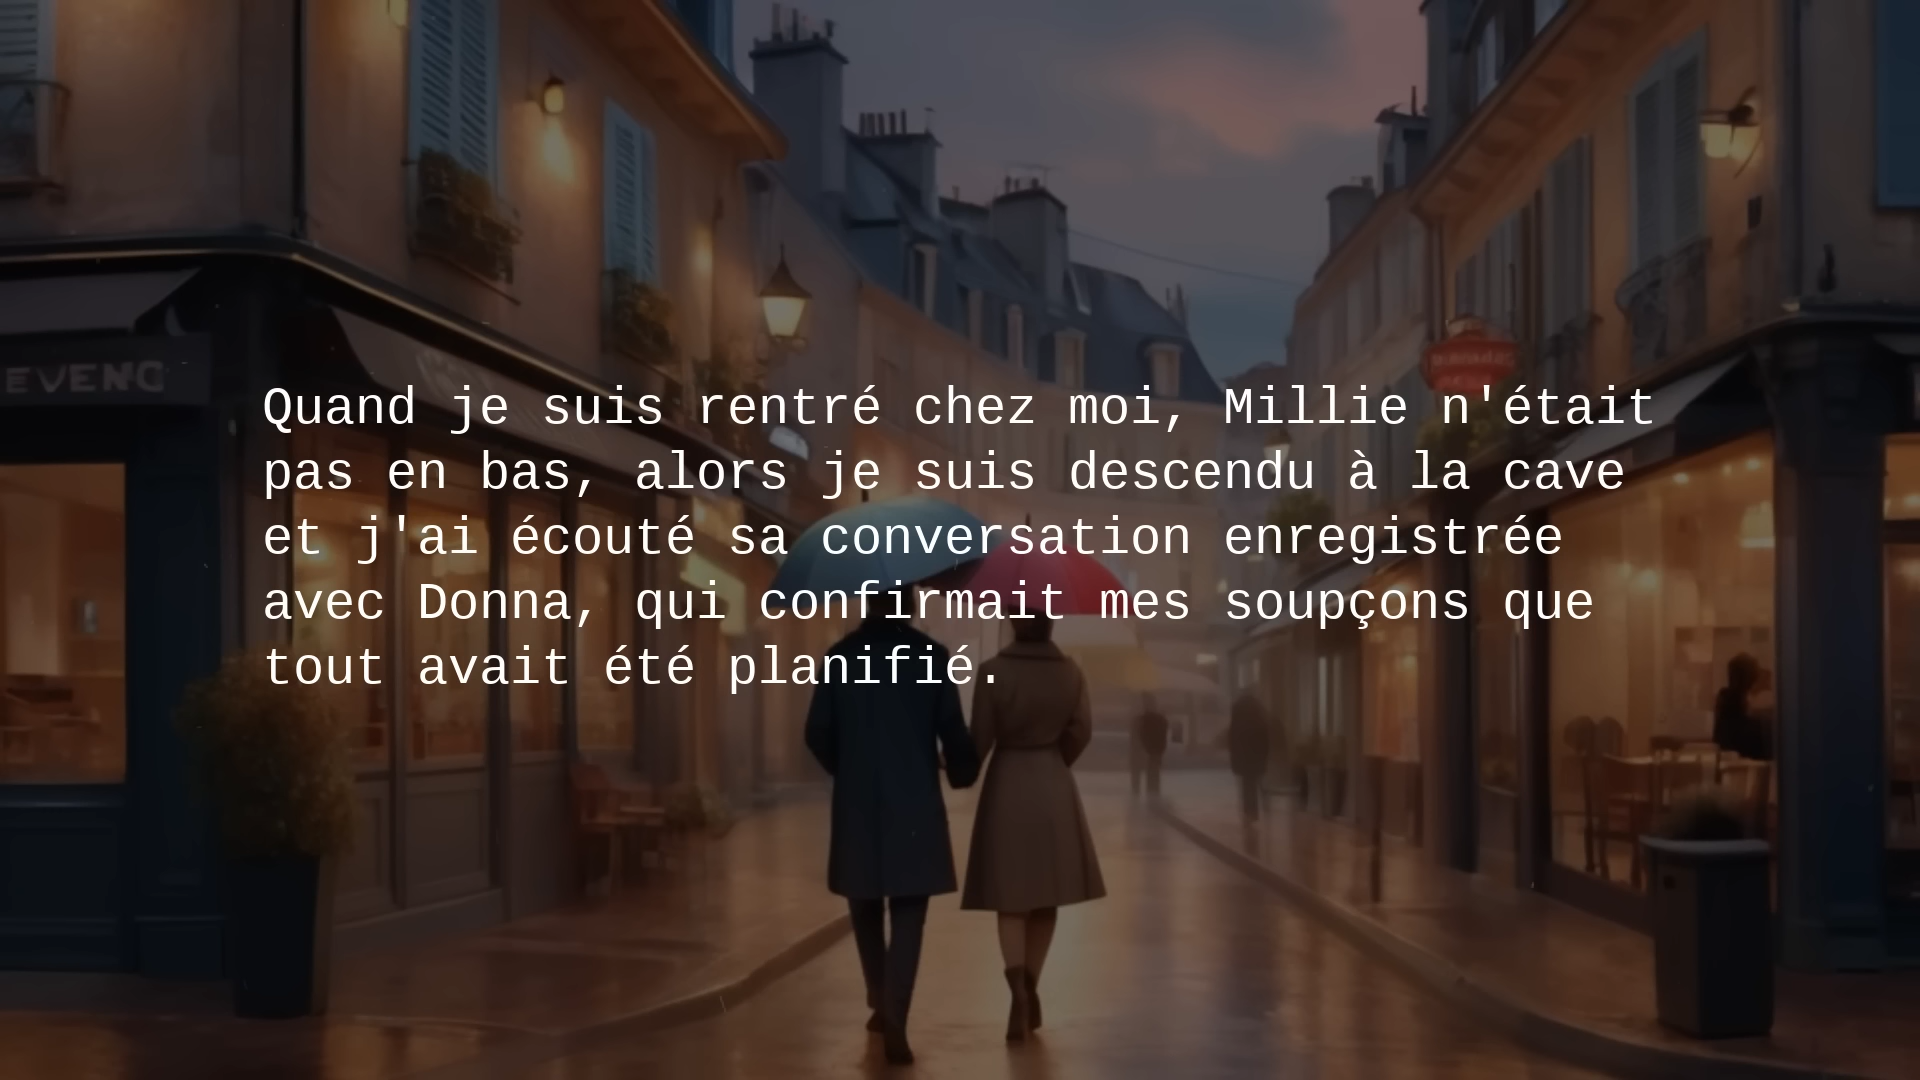 EVENC
Quand je suis rentré chez moi, Millie n'était
pas en bas, alors je suis descendu à la cave
et j'ai écouté sa conversation enregistrée
avec Donna, qui confirmait mes soupçons que
tout avait été planifié.